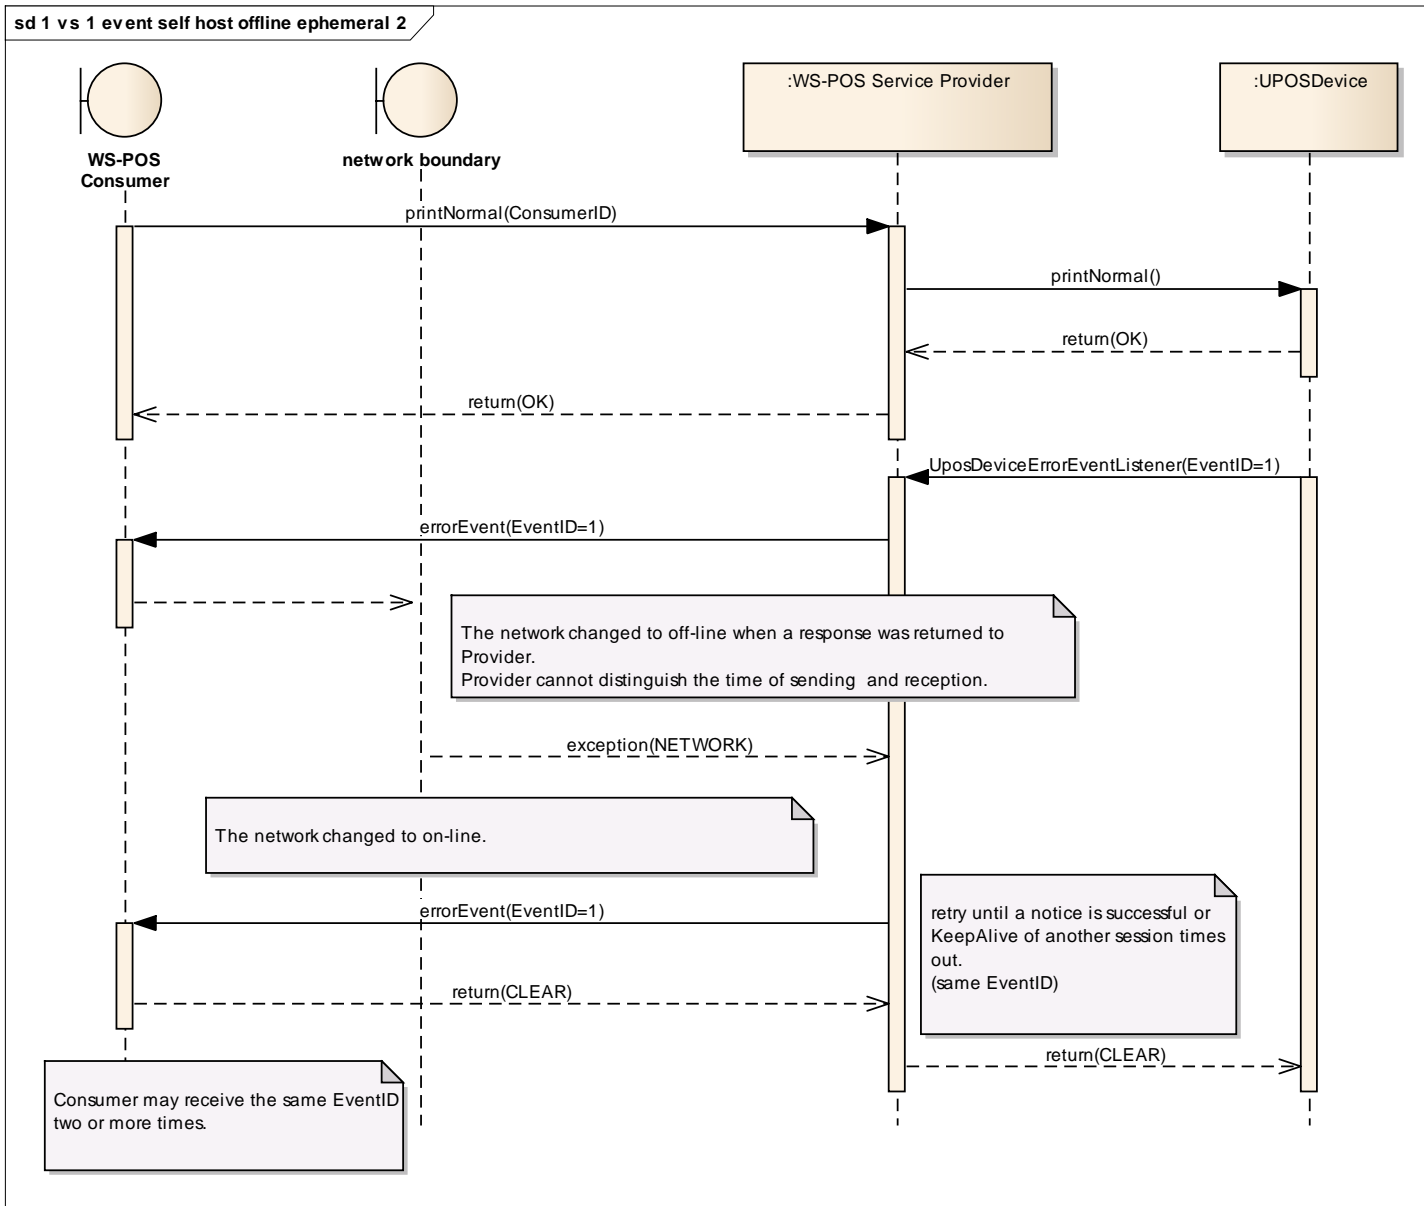 sd 1 vs 1 event self host offline ephemeral 2
:WS-POS Service Provider
:UPOSDevice
WS-POS
Consumer
network boundary
printNormal(ConsumerID)
printNormal()
return(OK)
return(OK)
UposDeviceErrorEventListener(EventID=1)
errorEvent(EventID=1)
The network changed to off-line when a response was returned to
Provider.
Provider cannot distinguish the time of sending and reception.
exception(NETWORK)
The network changed to on-line.
errorEvent(EventID=1)
retry until a notice is successful or
KeepAlive of another session times
out.
(same EventID)
return(CLEAR)
return(CLEAR)
Consumer may receive the same EventID
two or more times.